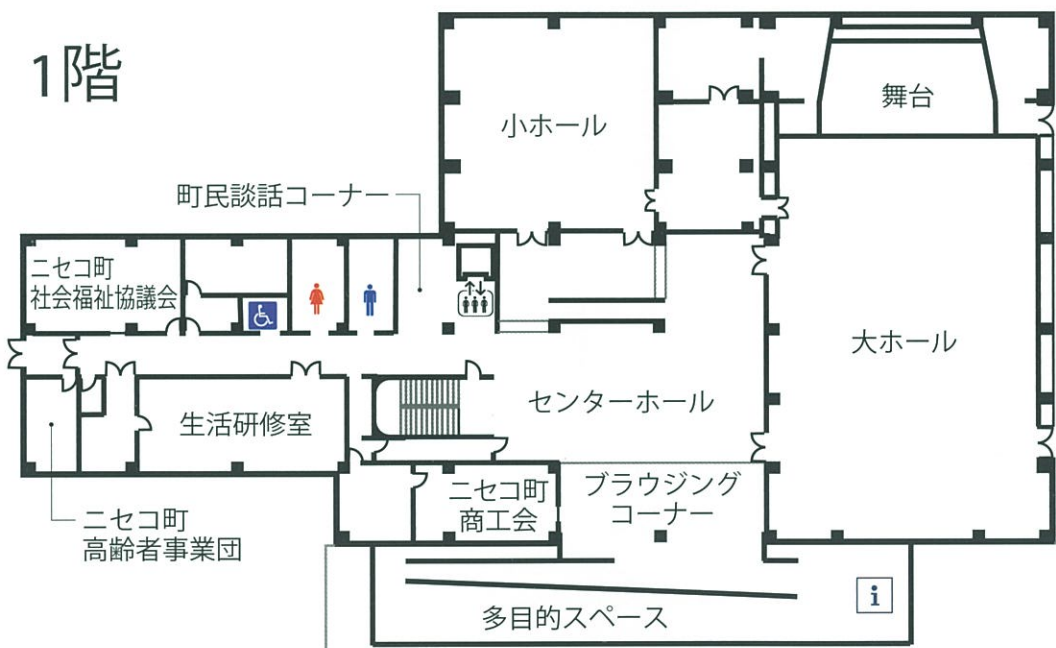 1階
舞台
小ホール
町民談話コーナー
ニセコ町
社会福祉協議会
大ホール
センターホール
生活研修室
ブラウジング
コーナー
ニセコ町
商工会
ニセコ町
高齢者事業団
i
多目的スペース